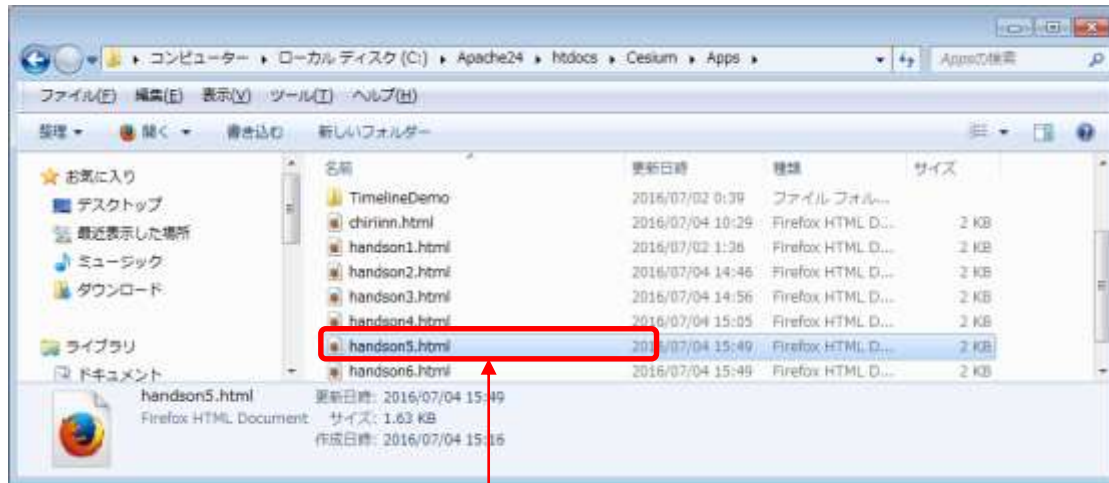 コンピューター ▸ ローカル ディスク (C:) ▸ Apache24 ▸ htdocs ▸ Cesium ▸ Apps ▸
Appsの検索
ファイル(F) 編集(E) 表示(V) ツール(T) ヘルプ(H)
整理 開く 書き込む 新しいフォルダー
名前 更新日時 種類 サイズ
お気に入り
デスクトップ
最近表示した場所
ミュージック
ダウンロード
ライブラリ
ドキュメント
TimelineDemo 2016/07/02 0:39 ファイル フォル...
chiriinn.html 2016/07/04 10:29 Firefox HTML D... 2 KB
handson1.html 2016/07/02 1:36 Firefox HTML D... 2 KB
handson2.html 2016/07/04 14:46 Firefox HTML D... 2 KB
handson3.html 2016/07/04 14:56 Firefox HTML D... 2 KB
handson4.html 2016/07/04 15:05 Firefox HTML D... 2 KB
handson5.html 2016/07/04 15:49 Firefox HTML D... 2 KB
handson6.html 2016/07/04 15:49 Firefox HTML D... 2 KB
handson5.html 更新日時: 2016/07/04 15:49
Firefox HTML Document サイズ: 1.63 KB
作成日時: 2016/07/04 15:16